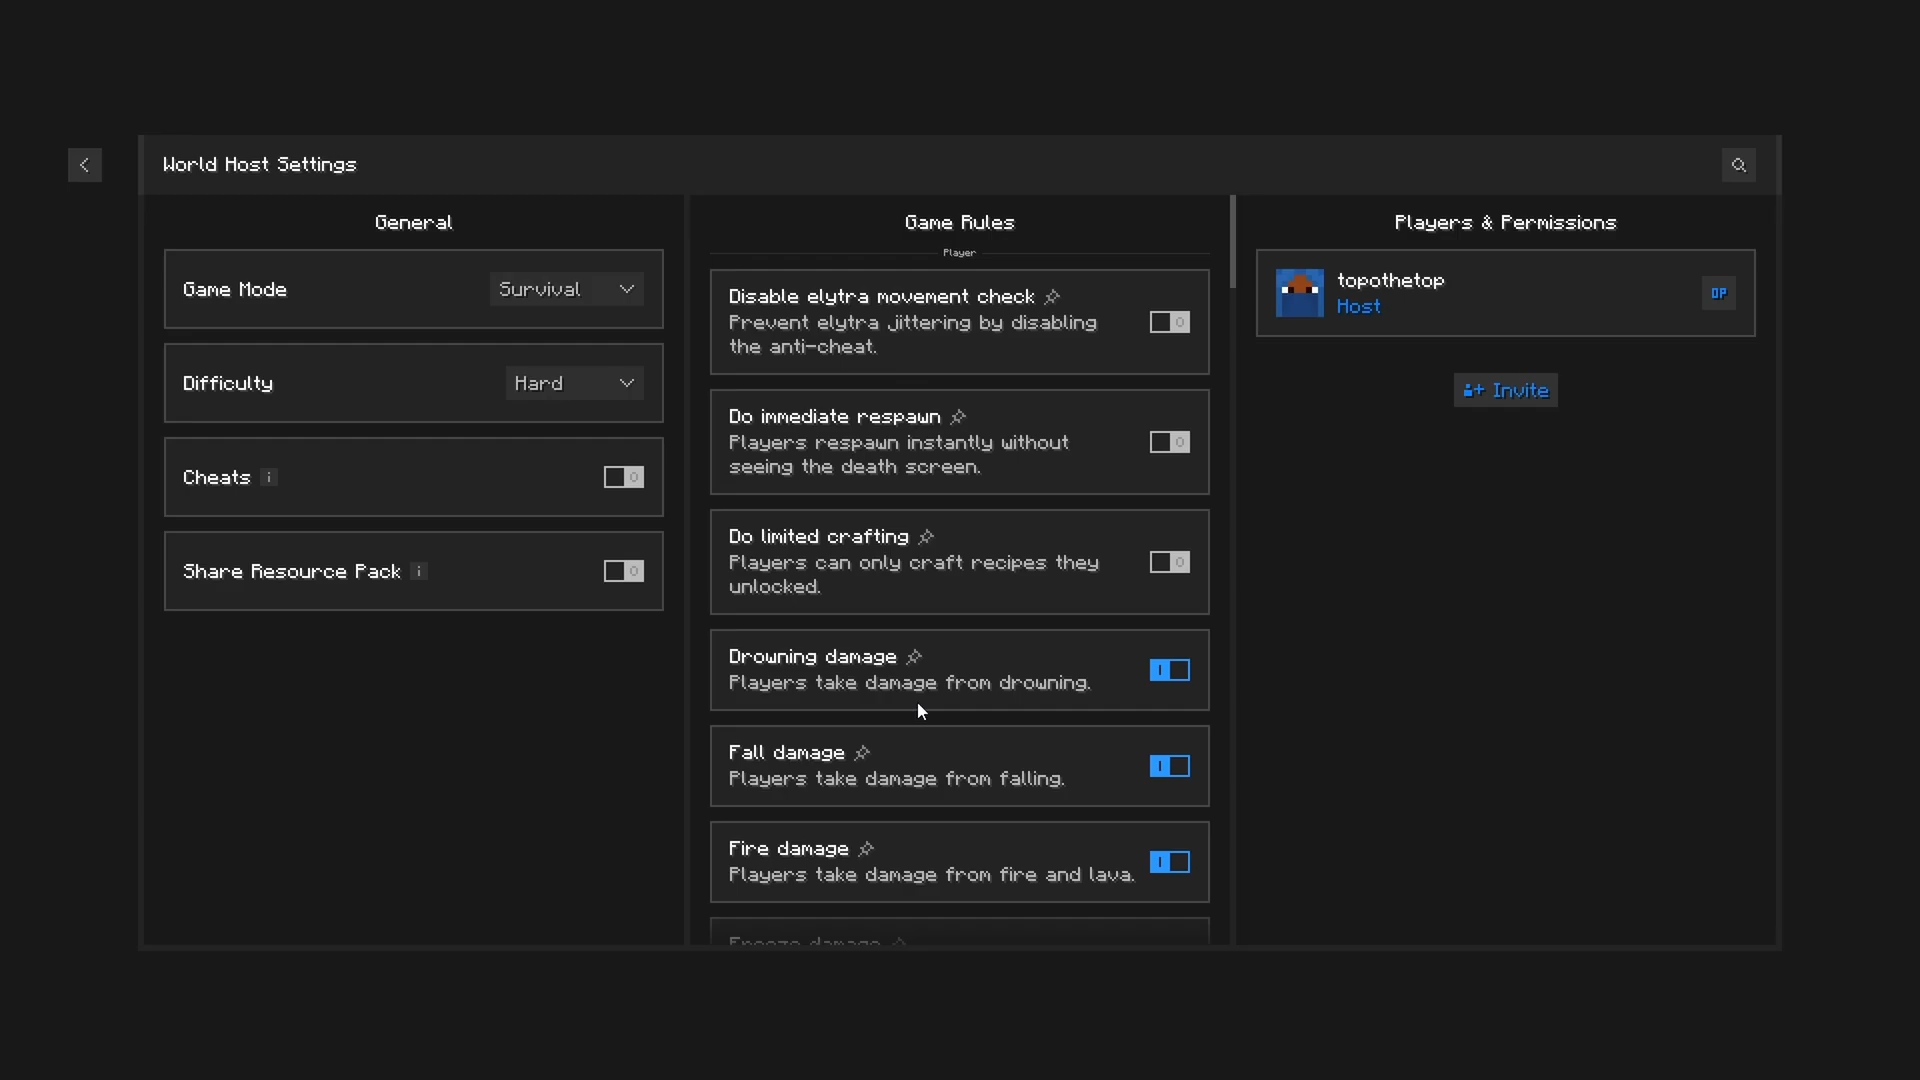 World Host Settings
General
Game Mode
Survival
Difficulty
Hard
Cheats i
Share Resource Pack i
Game Rules
Player
Disable elytra movement check
Prevent elytra jittering by disabling
the anti-cheat.
Do immediate respawn
Players respawn instantly without
seeing the death screen.
Do limited crafting
Players can only craft recipes they
unlocked.
Drowning damage
Players take damage from drowning.
Fall damage
Players take damage from falling.
Fire damage
Players take damage from fire and lava.
Freeze damage
Players & Permissions
topothetop
Host
OP
Invite